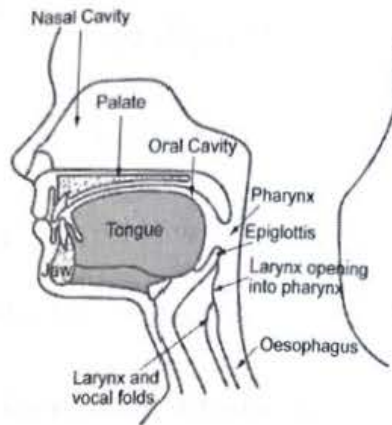 Nasal Cavity
Palate
Oral Cavity
Pharynx
Tongue
Epiglottis
Larynx opening
into pharynx
Jaw
Oesophagus
Larynx and
vocal folds